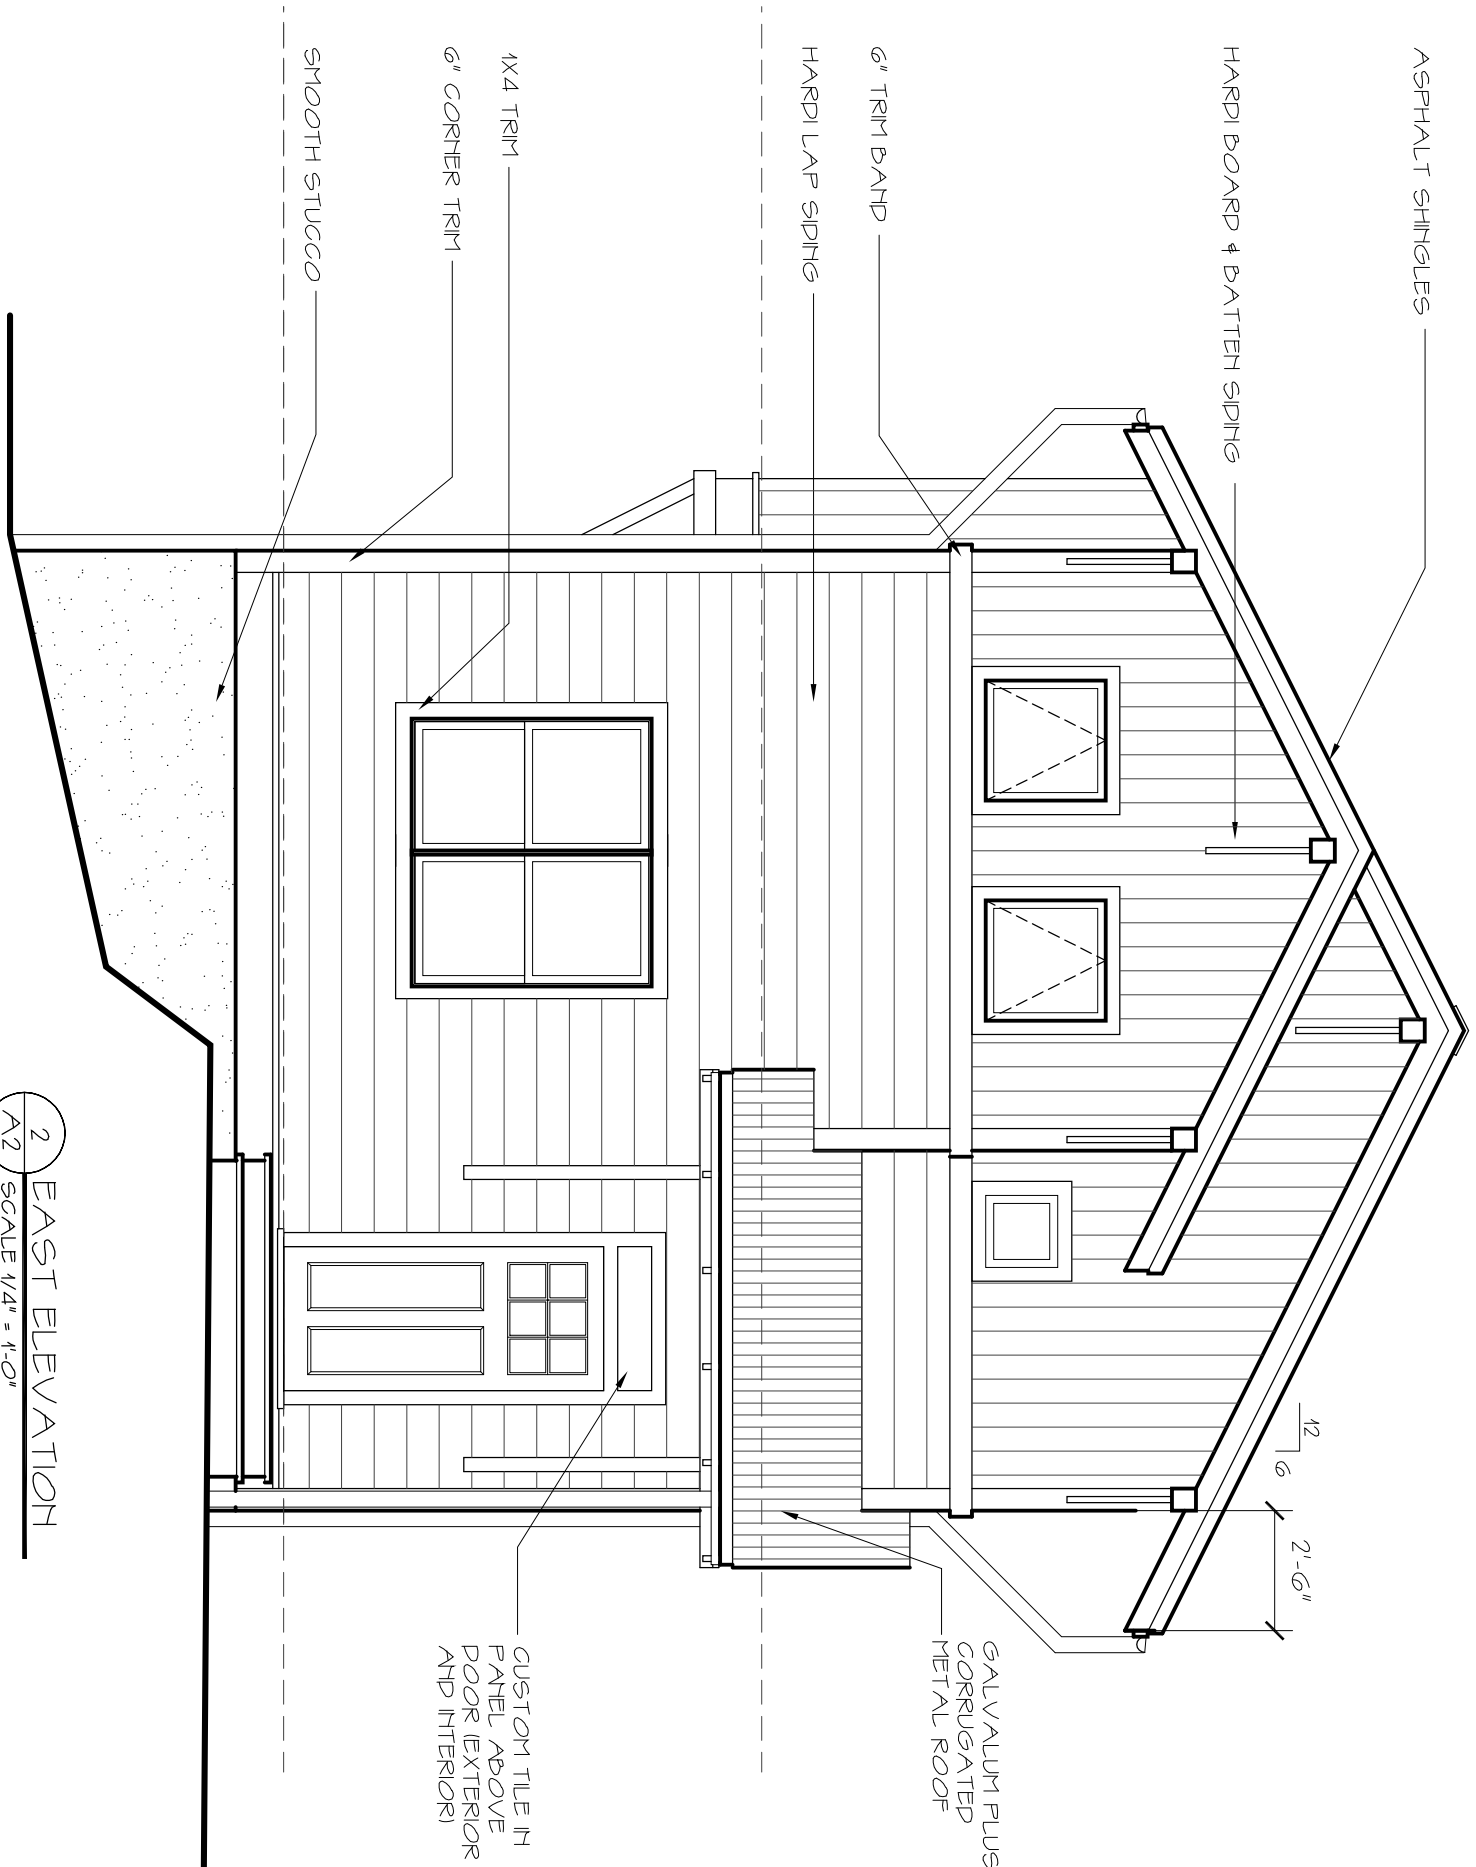 ASPHALT SHINGLES
HARDI BOARD & BATTEN SIDING
6" TRIM BAND
HARDI LAP SIDING
1X4 TRIM
6" CORNER TRIM
SMOOTH STUCCO
12
6
2'-6"
GALVALUM PLUS
CORRUGATED
METAL ROOF
CUSTOM TILE IN
PANEL ABOVE
DOOR (EXTERIOR
AND INTERIOR)
2
A2
EAST ELEVATION
SCALE 1/4" = 1'-0"